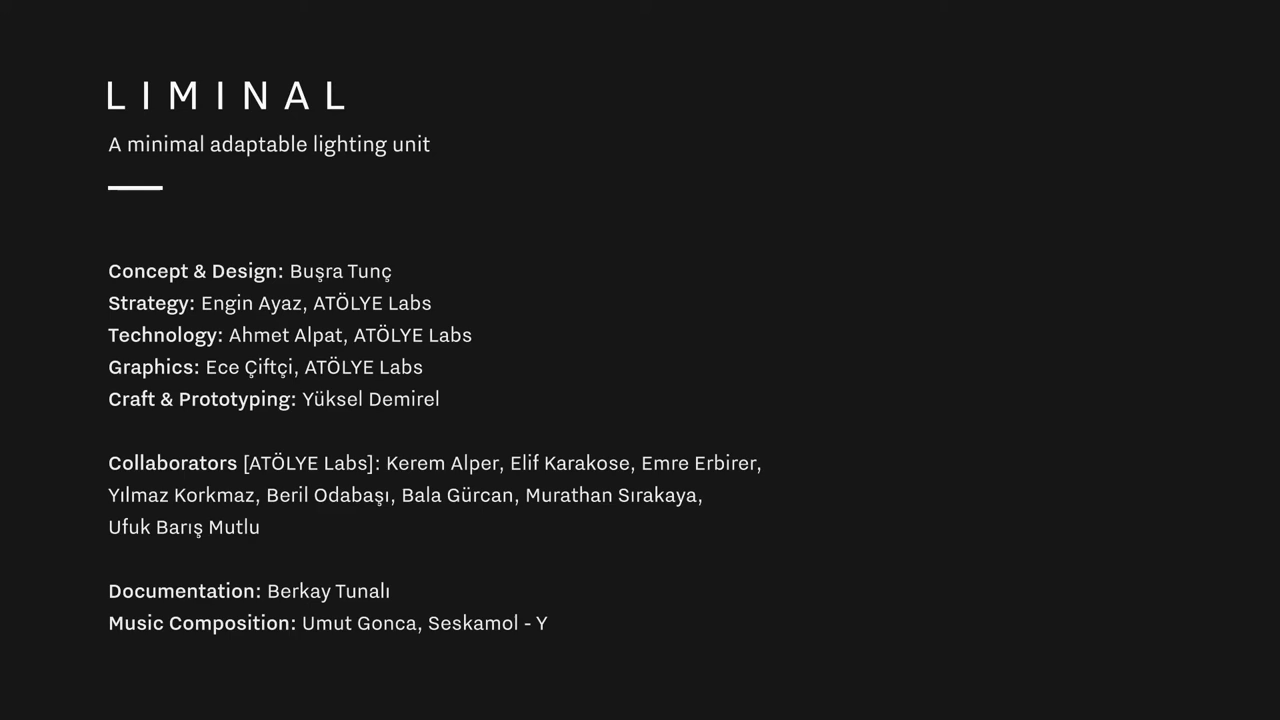 LIMINAL
A minimal adaptable lighting unit
Concept & Design: Buşra Tunç
Strategy: Engin Ayaz, ATÖLYE Labs
Technology: Ahmet Alpat, ATÖLYE Labs
Graphics: Ece Çiftçi, ATÖLYE Labs
Craft & Prototyping: Yüksel Demirel
Collaborators [ATÖLYE Labs]: Kerem Alper, Elif Karakose, Emre Erbirer,
Yılmaz Korkmaz, Beril Odabaşı, Bala Gürcan, Murathan Sırakaya,
Ufuk Barış Mutlu
Documentation: Berkay Tunalı
Music Composition: Umut Gonca, Seskamol - Y